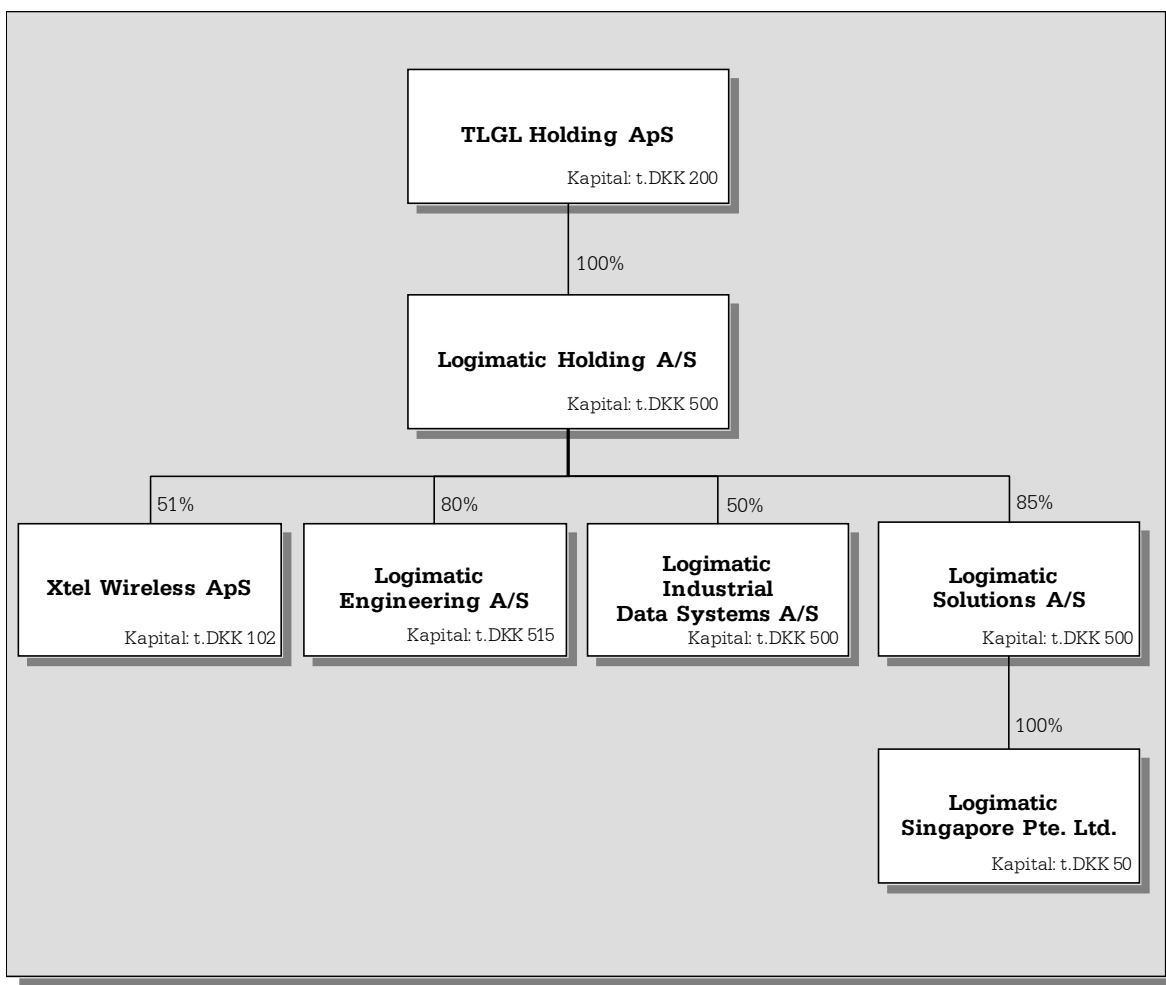 TLGL Holding ApS
Kapital: t.DKK 200
100%
Logimatic Holding A/S
Kapital: t.DKK 500
51%
80%
50%
85%
Xtel Wireless ApS
Kapital: t.DKK 102
Logimatic
Engineering A/S
Kapital: t.DKK 515
Logimatic
Industrial
Data Systems A/S
Kapital: t.DKK 500
Logimatic
Solutions A/S
Kapital: t.DKK 500
100%
Logimatic
Singapore Pte. Ltd.
Kapital: t.DKK 50